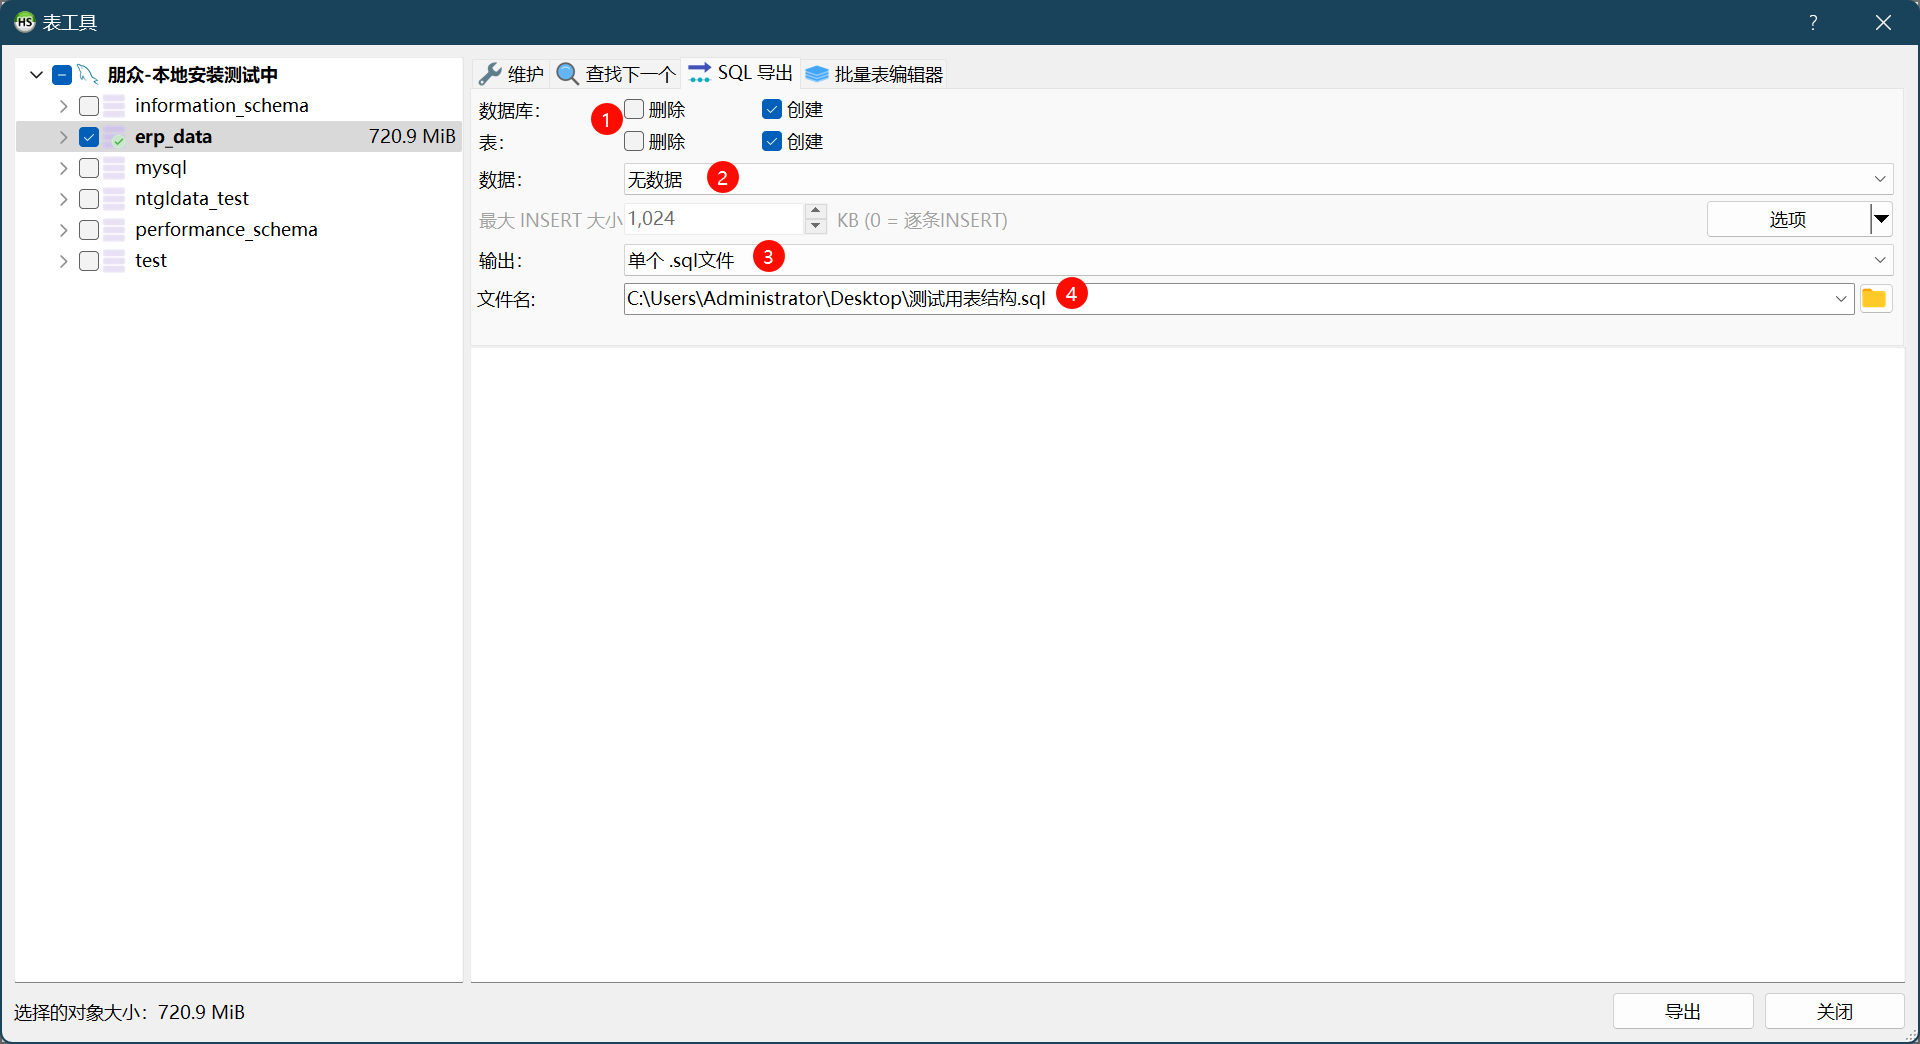 HS 表工具 ?
朋众-本地安装测试中
information_schema
erp_data 720.9 MiB
mysql
ntgldata_test
performance_schema
test
维护 查找下一个 SQL 导出 批量表编辑器
数据库: 1 删除 创建
表: 删除 创建
数据: 无数据 2
最大 INSERT 大小 1,024 KB (0 = 逐条INSERT) 选项
输出: 单个 .sql文件 3
文件名: C:\Users\Administrator\Desktop\测试用表结构.sql 4
选择的对象大小: 720.9 MiB 导出 关闭